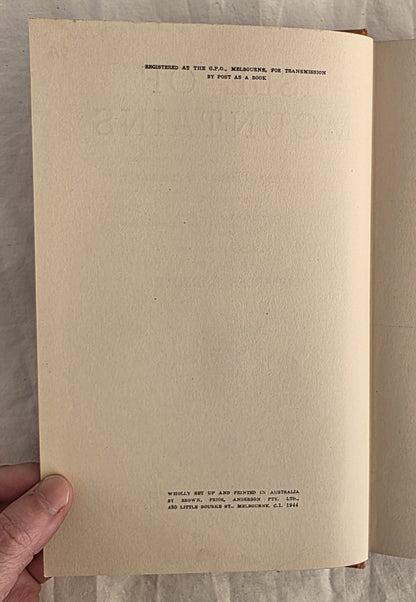 REGISTERED AT THE G.P.O., MELBOURNE, FOR TRANSMISSION
BY POST AS A BOOK
MOUNTAINS
WHOLLY SET UP AND PRINTED IN AUSTRALIA
BY BROWN, PRIOR, ANDERSON PTY. LTD.,
430 LITTLE BOURKE ST., MELBOURNE. C.1. 1944